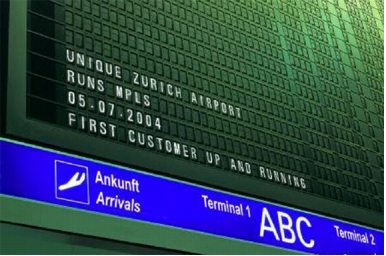 UNIQUE ZURICH AIRPORT
RUNS MPLS
05.07.2004
FIRST CUSTOMER UP AND RUNNING
Ankunft
Arrivals
Terminal 1 ABC Terminal 2